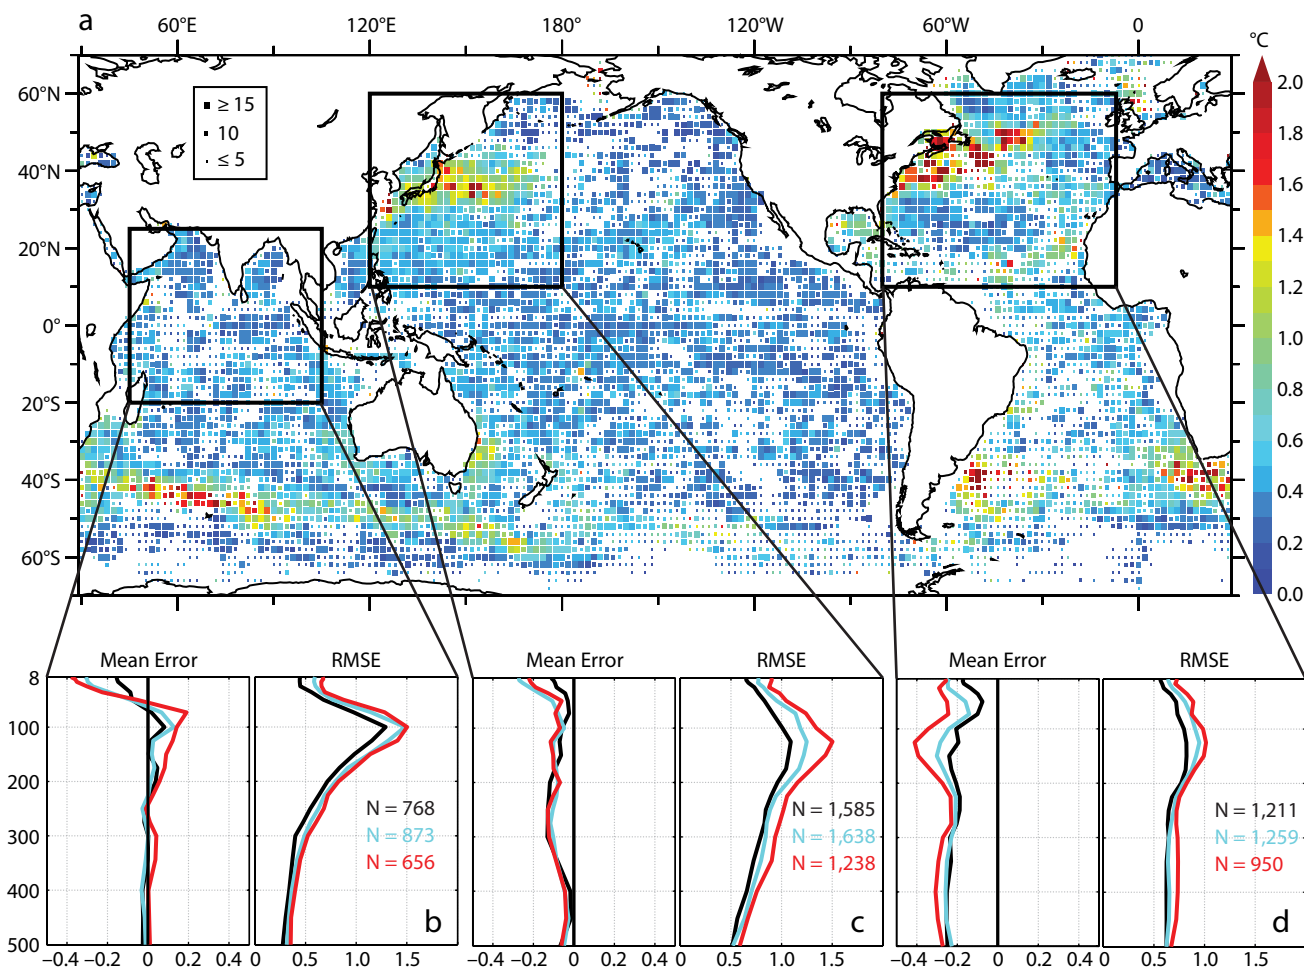 a
60°E 120°E 180° 120°W 60°W 0
°C
≥ 15
10
≤ 5
60°N
40°N
20°N
0°
20°S
40°S
60°S
2.0
1.8
1.6
1.4
1.2
1.0
0.8
0.6
0.4
0.2
0.0
Mean Error RMSE Mean Error RMSE Mean Error RMSE
8
100
200
300
400
500
N = 768
N = 873
N = 656
b
N = 1,585
N = 1,638
N = 1,238
c
N = 1,211
N = 1,259
N = 950
d
−0.4 −0.2 0 0.2 0.4 0 0.5 1.0 1.5 −0.4 −0.2 0 0.2 0.4 0 0.5 1.0 1.5 −0.4 −0.2 0 0.2 0.4 0 0.5 1.0 1.5